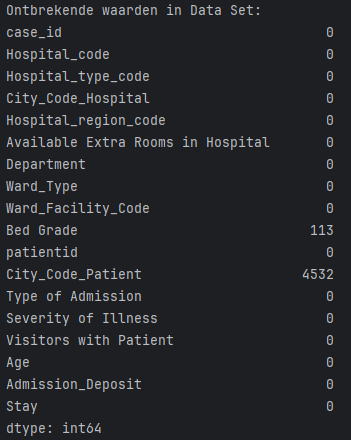 Ontbrekende waarden in Data Set:
case_id 0
Hospital_code 0
Hospital_type_code 0
City_Code_Hospital 0
Hospital_region_code 0
Available Extra Rooms in Hospital 0
Department 0
Ward_Type 0
Ward_Facility_Code 0
Bed Grade 113
patientid 0
City_Code_Patient 4532
Type of Admission 0
Severity of Illness 0
Visitors with Patient 0
Age 0
Admission_Deposit 0
Stay 0
dtype: int64